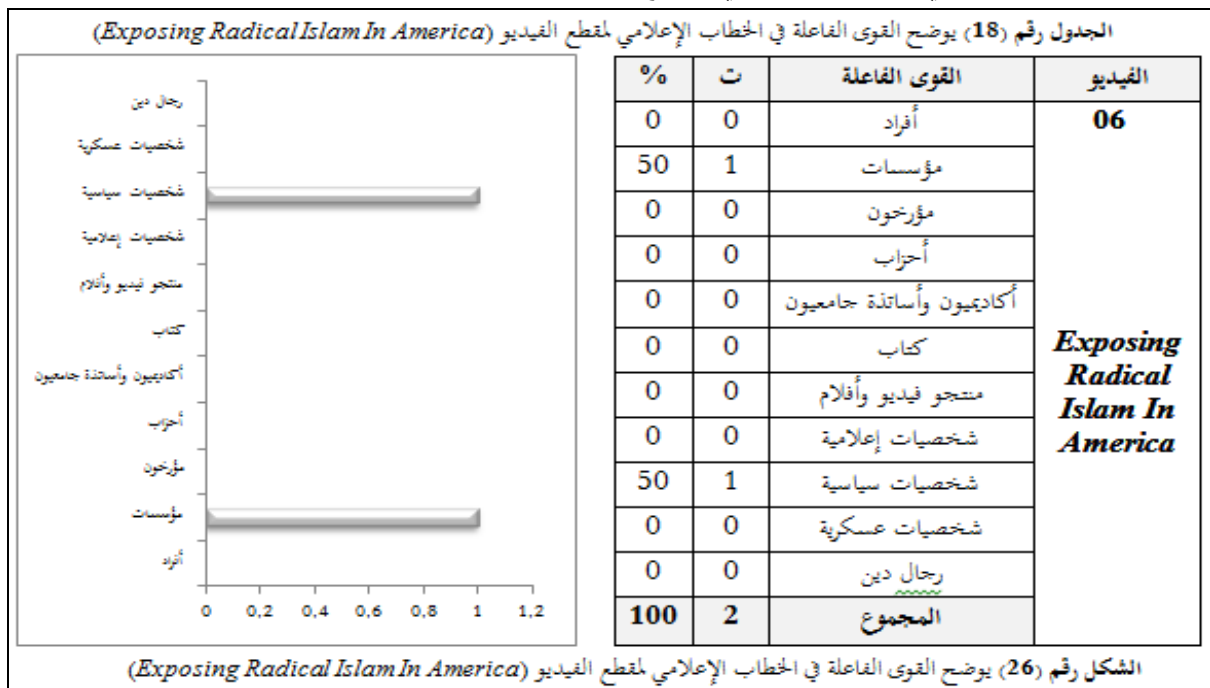 الجدول رقم (18) يوضح القوى الفاعلة في الخطاب الإعلامي لمقطع الفيديو (Exposing Radical Islam In America)
الفيديو القوى الفاعلة ت %
06 أفراد 0 0
مؤسسات 1 50
مؤرخون 0 0
أحزاب 0 0
أكاديميون وأساتذة جامعيون 0 0
كتاب 0 0
منتجو فيديو وأفلام 0 0
شخصيات إعلامية 0 0
شخصيات سياسية 1 50
شخصيات عسكرية 0 0
رجال دين 0 0
المجموع 2 100
Exposing
Radical
Islam In
America
رجال دين
شخصيات عسكرية
شخصيات سياسية
شخصيات إعلامية
منتجو فيديو وأفلام
كتاب
أكاديميون وأساتذة جامعيون
أحزاب
مؤرخون
مؤسسات
أفراد
0 0,2 0,4 0,6 0,8 1 1,2
الشكل رقم (26) يوضح القوى الفاعلة في الخطاب الإعلامي لمقطع الفيديو (Exposing Radical Islam In America)